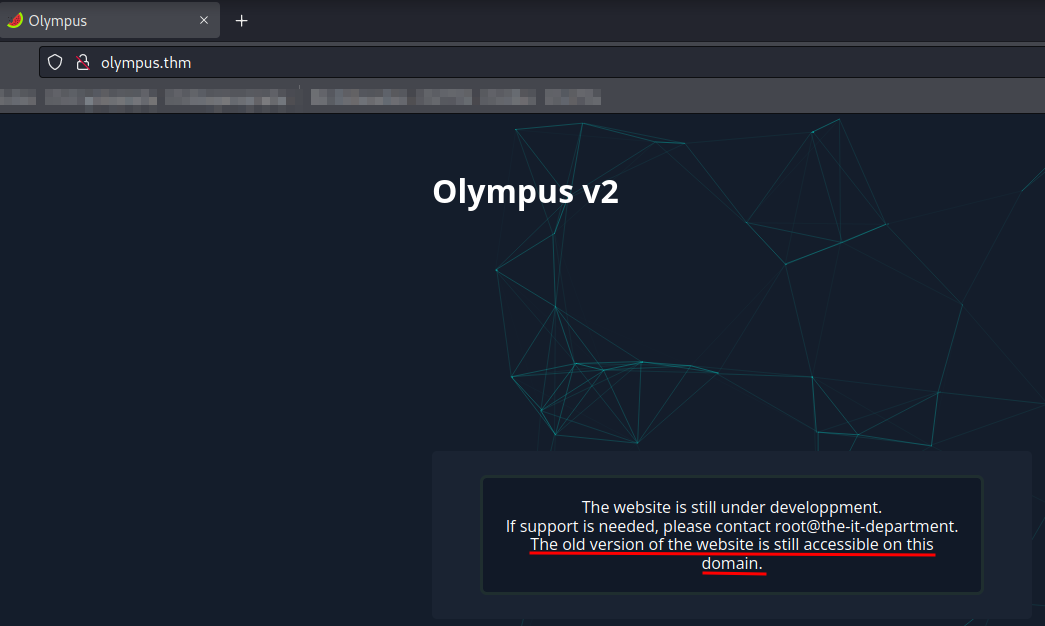 Olympus
olympus.thm
Olympus v2
The website is still under developpment.
If support is needed, please contact root@the-it-department.
The old version of the website is still accessible on this
domain.